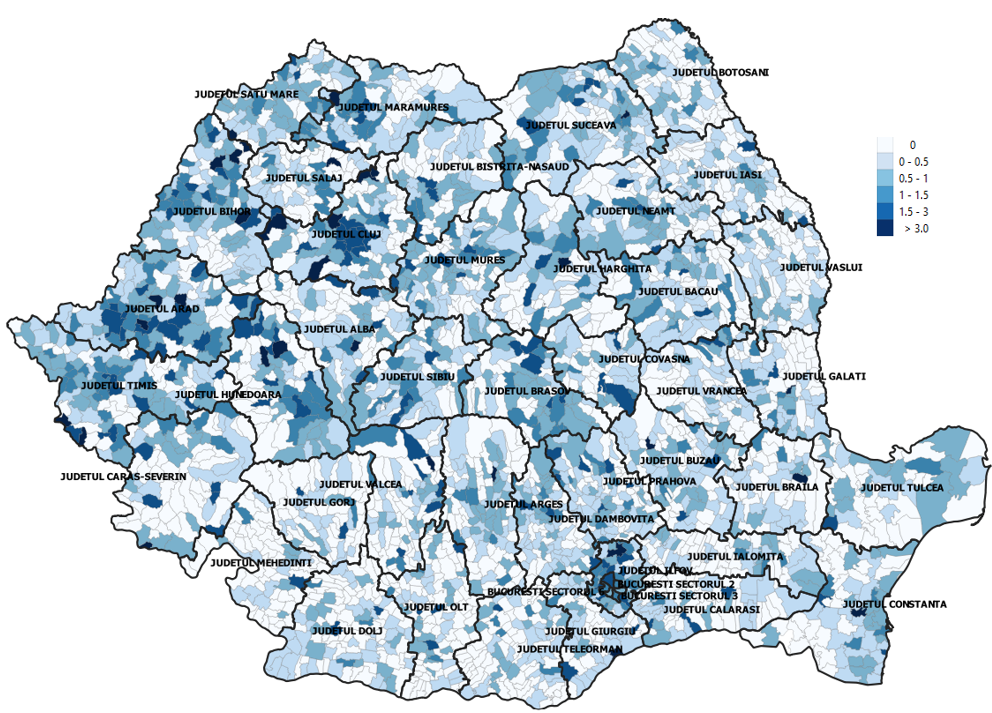 JUDETUL BOTOSANI
JUDETUL SATU MARE
JUDETUL MARAMURES
JUDETUL SUCEAVA
0
0 - 0.5
0.5 - 1
1 - 1.5
1.5 - 3
> 3.0
JUDETUL BISTRITA-NASAUD
JUDETUL SALAJ
JUDETUL IASI
JUDETUL BIHOR
JUDETUL NEAMT
JUDETUL CLUJ
JUDETUL MURES
JUDETUL HARGHITA
JUDETUL VASLUI
JUDETUL BACAU
JUDETUL ARAD
JUDETUL ALBA
JUDETUL COVASNA
JUDETUL SIBIU
JUDETUL GALATI
JUDETUL TIMIS
JUDETUL HUNEDOARA
JUDETUL BRASOV
JUDETUL VRANCEA
JUDETUL BUZAU
JUDETUL CARAS-SEVERIN
JUDETUL VALCEA
JUDETUL PRAHOVA
JUDETUL BRAILA
JUDETUL TULCEA
JUDETUL GORJ
JUDETUL ARGES
JUDETUL DAMBOVITA
JUDETUL IALOMITA
JUDETUL MEHEDINTI
JUDETUL ILFOV
BUCURESTI SECTORUL 2
BUCURESTI SECTORUL
BUCURESTI SECTORUL 3
JUDETUL OLT
JUDETUL CALARASI
JUDETUL CONSTANTA
JUDETUL DOLJ
JUDETUL GIURGIU
JUDETUL TELEORMAN